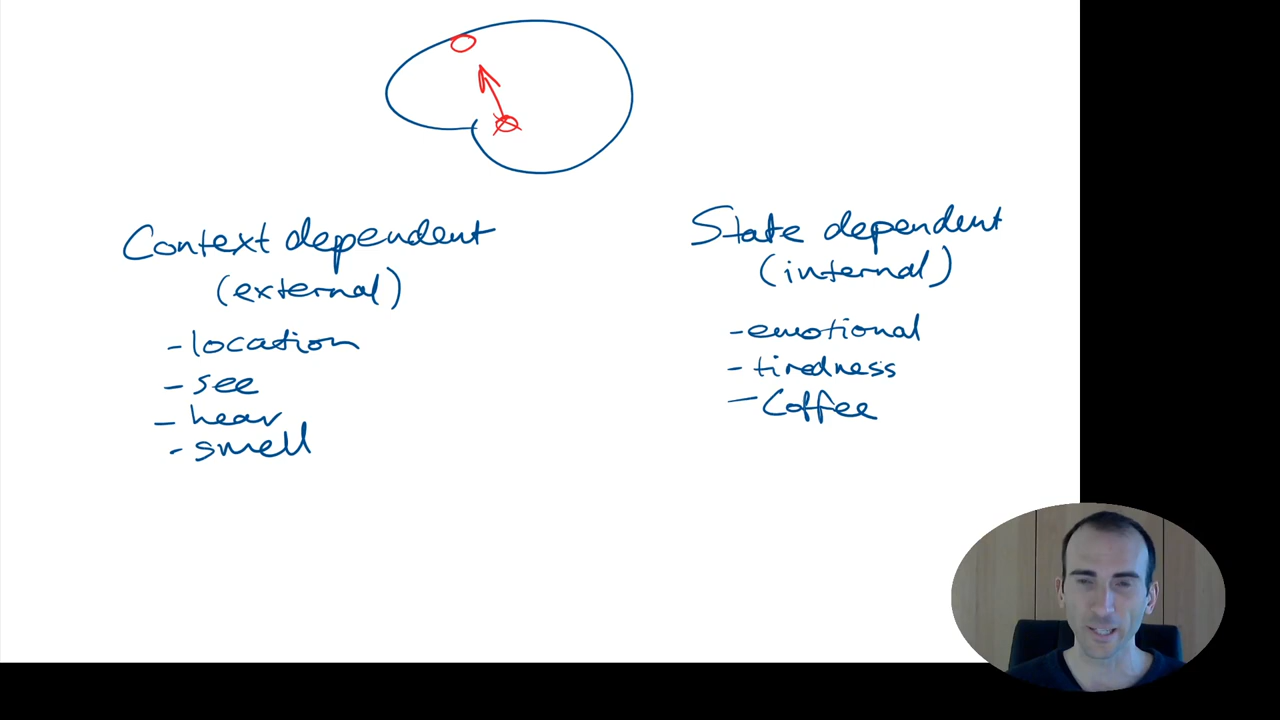 Context dependent
(external)
- location
- see
- hear
- smell
State dependent
(internal)
- emotional
- tiredness
- Coffee